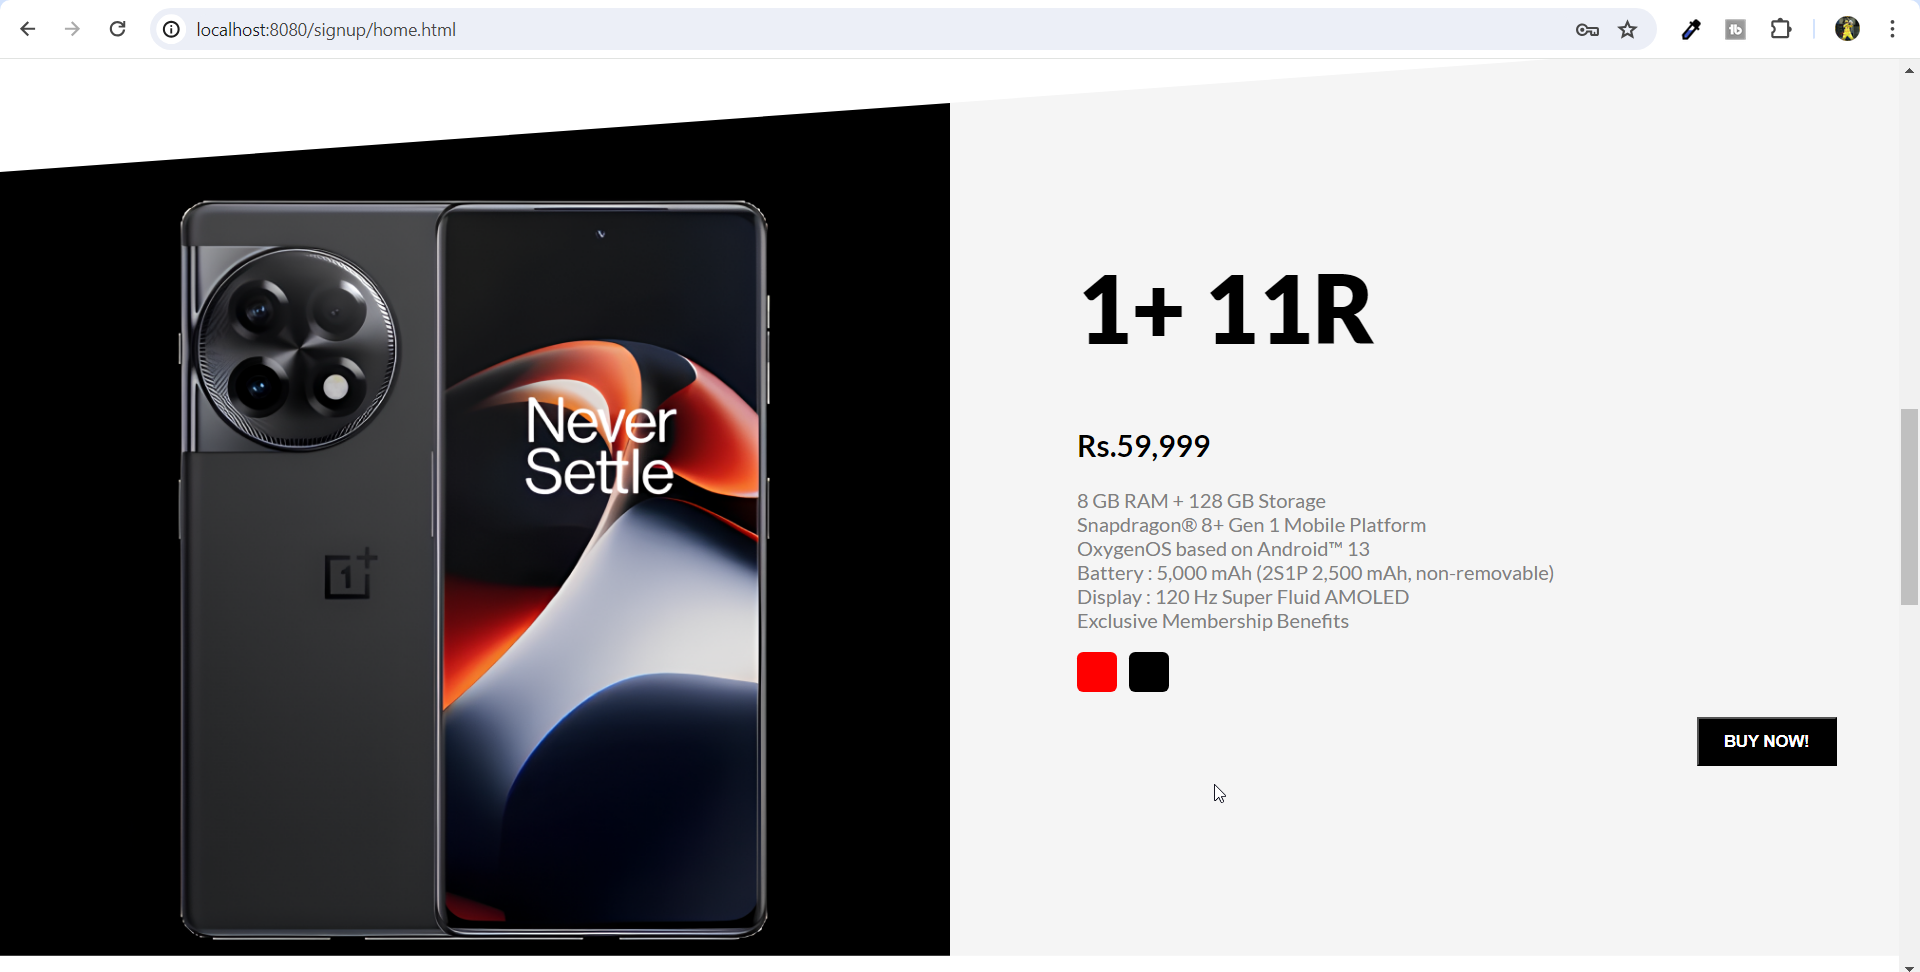 localhost:8080/signup/home.html
Never
Settle
1+
1+ 11R
Rs.59,999
8 GB RAM + 128 GB Storage
Snapdragon® 8+ Gen 1 Mobile Platform
OxygenOS based on Android™ 13
Battery : 5,000 mAh (2S1P 2,500 mAh, non-removable)
Display : 120 Hz Super Fluid AMOLED
Exclusive Membership Benefits
BUY NOW!